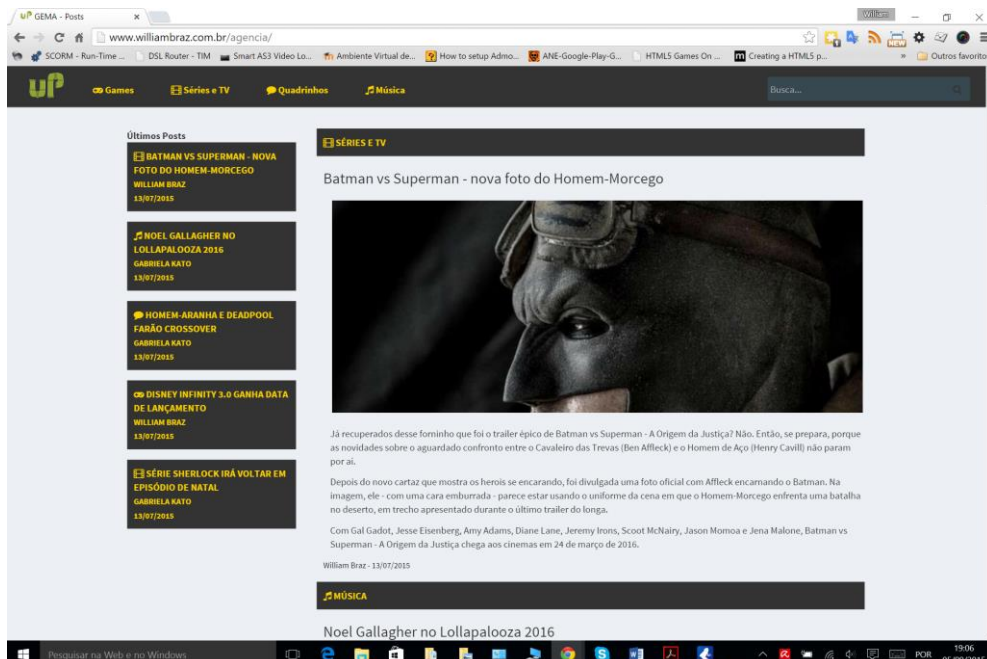 uP GEMA - Posts
William
www.williambraz.com.br/agencia/
SCORM - Run-Time ...
DSL Router - TIM
Smart AS3 Video Lo...
Ambiente Virtual de...
How to setup Admo...
ANE-Google-Play-G...
HTML5 Games On ...
Creating a HTML5 p...
»
Outros favoritos
uP
Games
Séries e TV
Quadrinhos
Música
Busca...
Últimos Posts
BATMAN VS SUPERMAN - NOVA
FOTO DO HOMEM-MORCEGO
WILLIAM BRAZ
13/07/2015
NOEL GALLAGHER NO
LOLLAPALOOZA 2016
GABRIELA KATO
13/07/2015
HOMEM-ARANHA E DEADPOOL
FARÃO CROSSOVER
GABRIELA KATO
13/07/2015
DISNEY INFINITY 3.0 GANHA DATA
DE LANÇAMENTO
WILLIAM BRAZ
13/07/2015
SÉRIE SHERLOCK IRÁ VOLTAR EM
EPISÓDIO DE NATAL
GABRIELA KATO
13/07/2015
SÉRIES E TV
Batman vs Superman - nova foto do Homem-Morcego
Já recuperados desse forninho que foi o trailer épico de Batman vs Superman - A Origem da Justiça? Não. Então, se prepara, porque
as novidades sobre o aguardado confronto entre o Cavaleiro das Trevas (Ben Affleck) e o Homem de Aço (Henry Cavill) não param
por aí.
Depois do novo cartaz que mostra os herois se encarando, foi divulgada uma foto oficial com Affleck encarnando o Batman. Na
imagem, ele - com uma cara emburrada - parece estar usando o uniforme da cena em que o Homem-Morcego enfrenta uma batalha
no deserto, em trecho apresentado durante o último trailer do longa.
Com Gal Gadot, Jesse Eisenberg, Amy Adams, Diane Lane, Jeremy Irons, Scoot McNairy, Jason Momoa e Jena Malone, Batman vs
Superman - A Origem da Justiça chega aos cinemas em 24 de março de 2016.
William Braz - 13/07/2015
MÚSICA
Noel Gallagher no Lollapalooza 2016
Pesquisar na Web e no Windows
POR
19:06